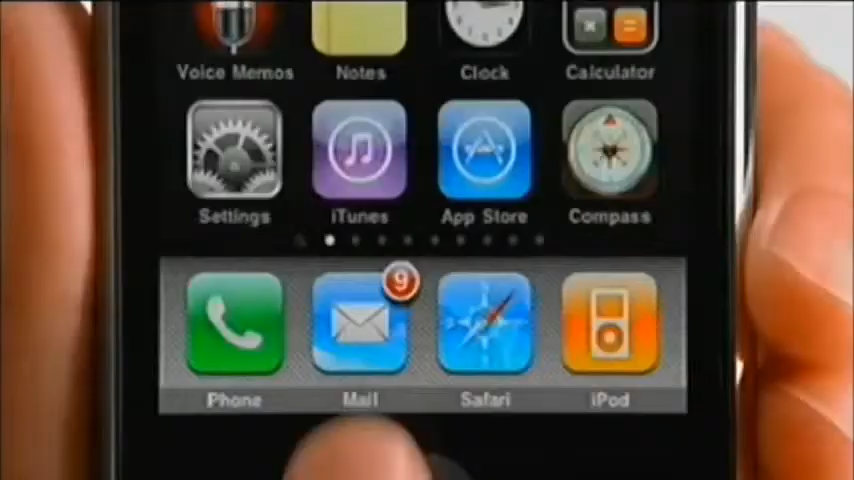 Voice Memos Notes Clock Calculator
Settings iTunes App Store Compass
9
Phone Mail Safari iPod